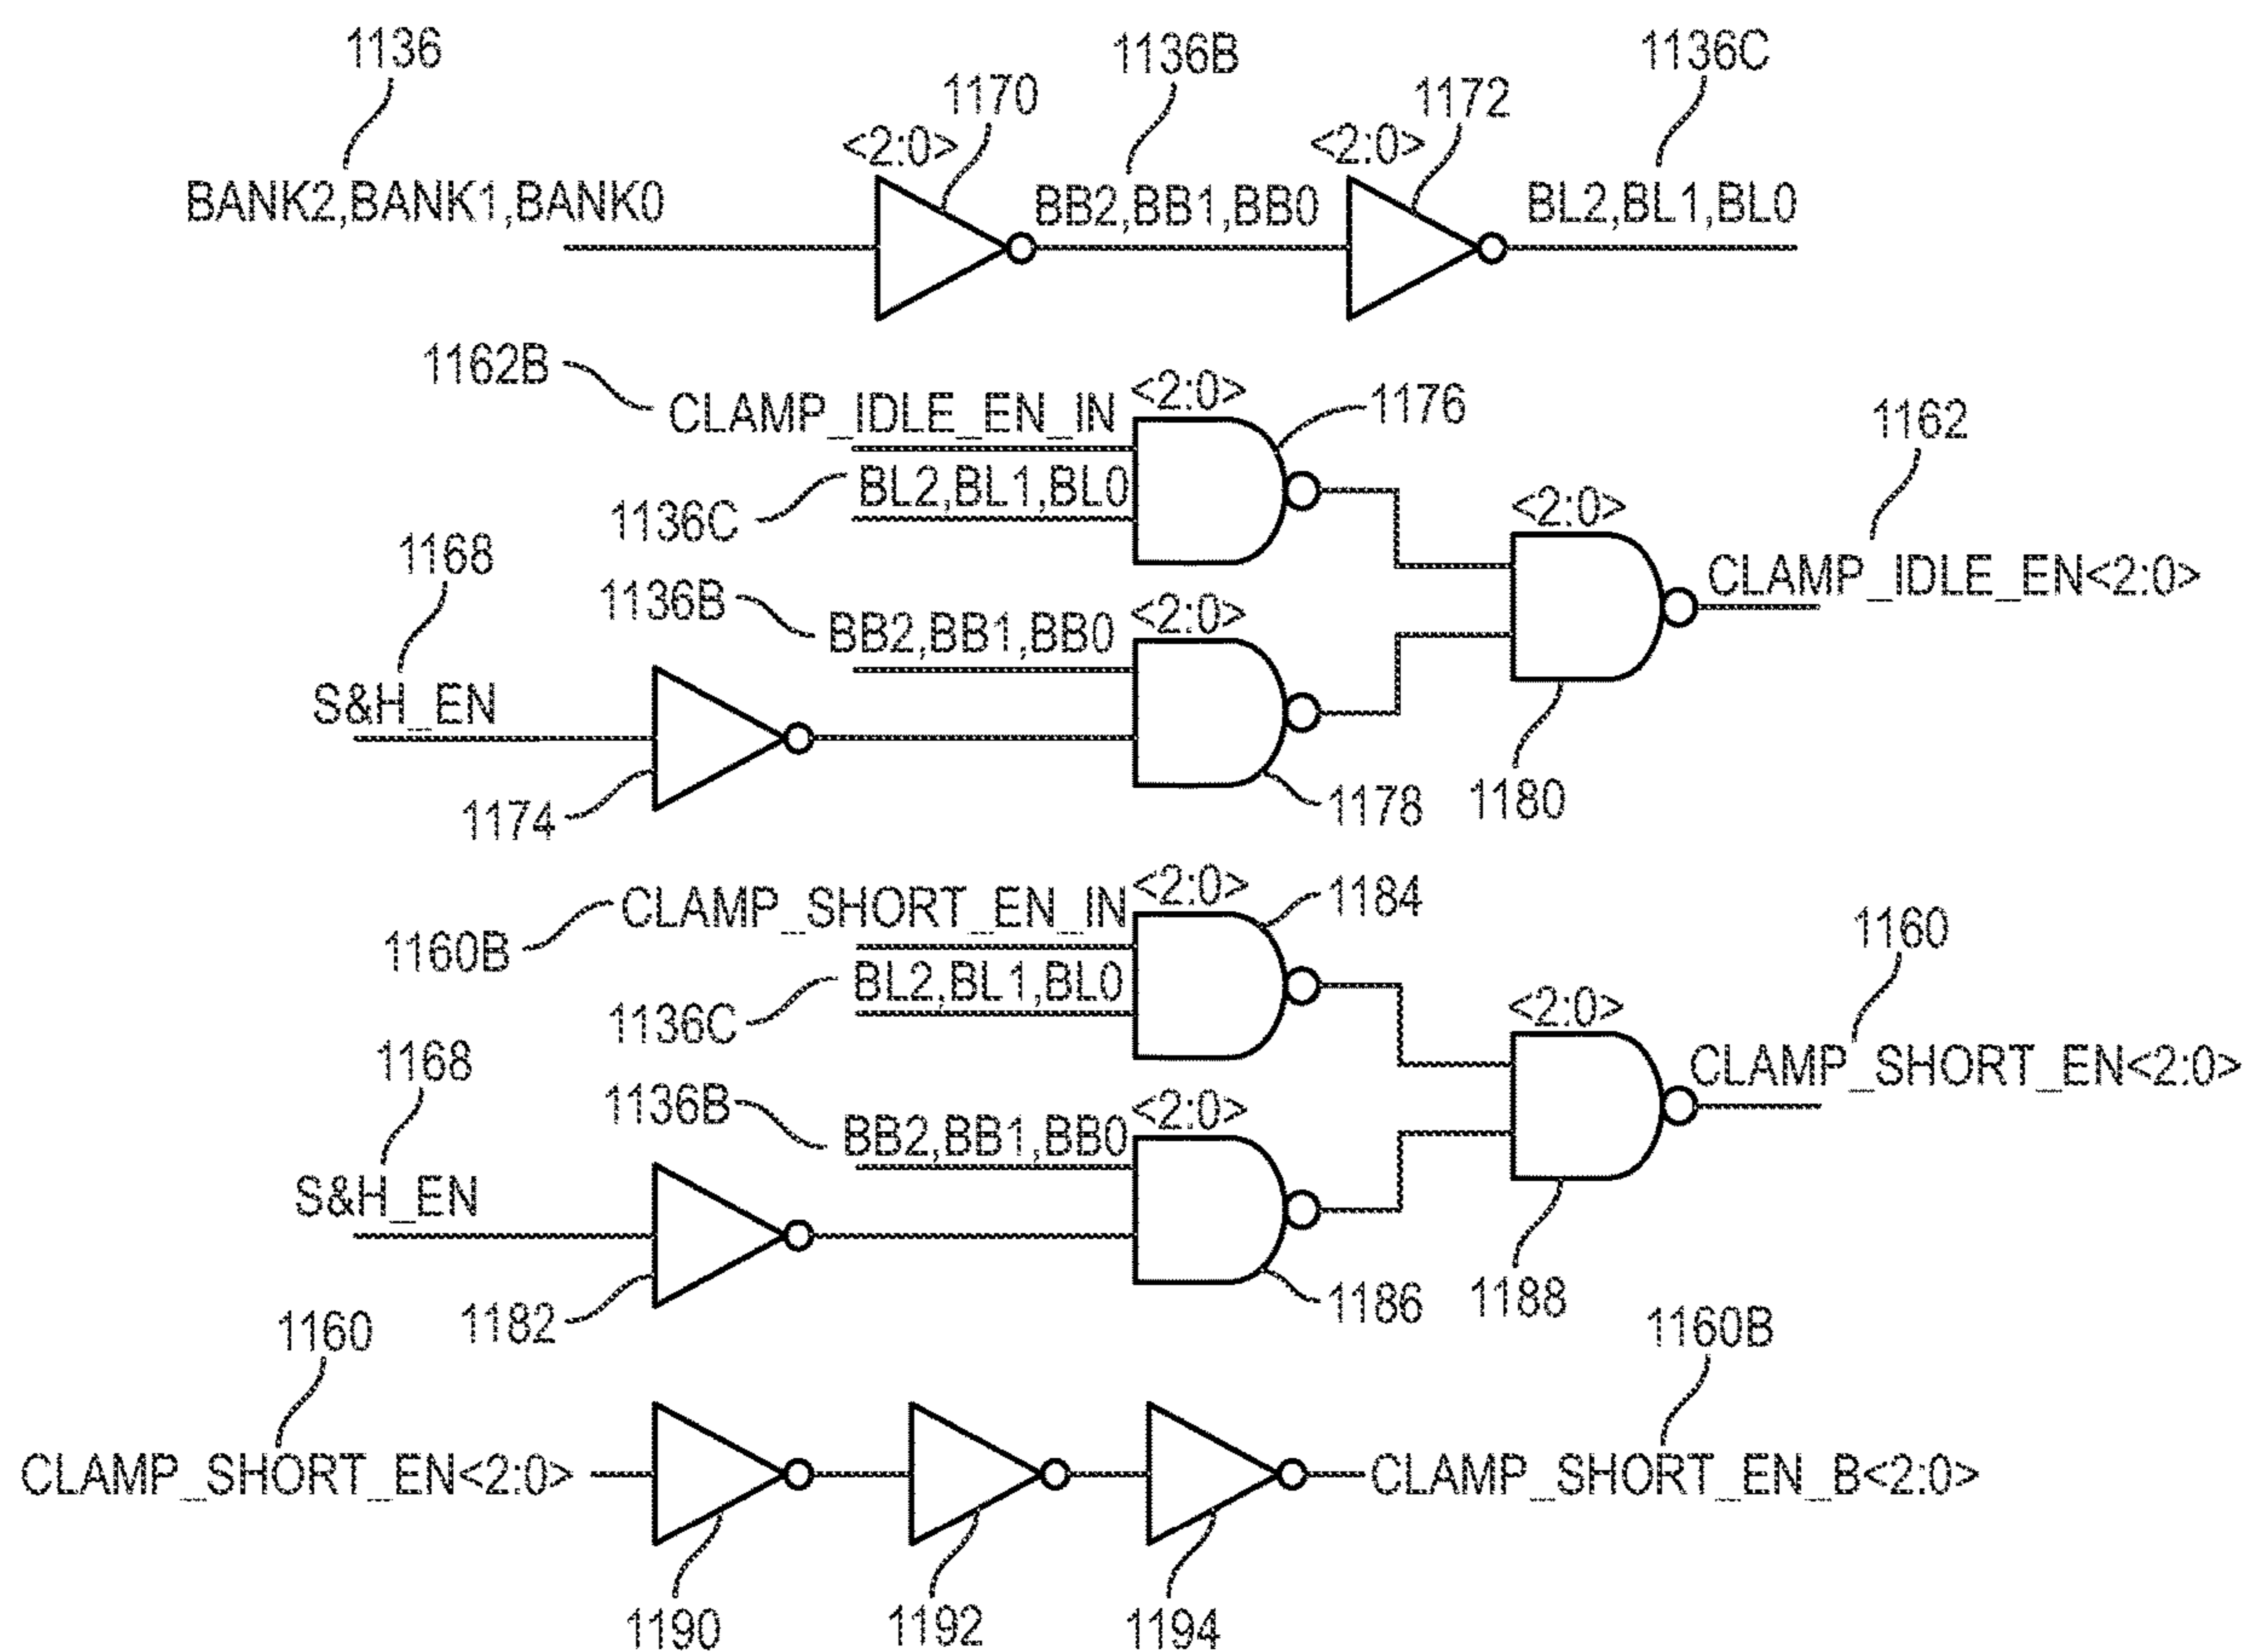 1136
1136B
1136C
1170
1172
<2:0>
<2:0>
BANK2,BANK1,BANK0
BB2,BB1,BB0
BL2,BL1,BL0
1162B
CLAMP_IDLE_EN_IN
<2:0>
1176
1162
1136C
BL2,BL1,BL0
<2:0>
1168
1136B
<2:0>
CLAMP_IDLE_EN<2:0>
BB2,BB1,BB0
S&H_EN
1174
1178
1180
CLAMP_SHORT_EN_IN
<2:0>
1184
1160B
1160
BL2,BL1,BL0
1136C
<2:0>
1168
1136B
<2:0>
CLAMP_SHORT_EN<2:0>
BB2,BB1,BB0
S&H_EN
1182
1186
1188
1160
1160B
CLAMP_SHORT_EN<2:0>
CLAMP_SHORT_EN_B<2:0>
1190
1192
1194